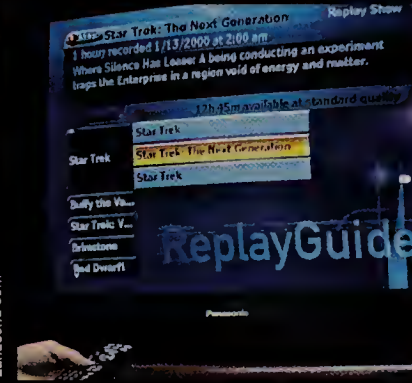 Star Trek: The Next Generation
Replay Show
1 hour, recorded 1/13/2000 at 2:00 am
Where Silence Has Lease: A being conducting an experiment
traps the Enterprise in a region void of energy and matter.
12h 45m available at standard quality
Star Trek
Star Trek
Star Trek: The Next Generation
Star Trek
Buffy the Va...
Star Trek: V...
Brimstone
Red Dwarf
ReplayGuide
Panasonic